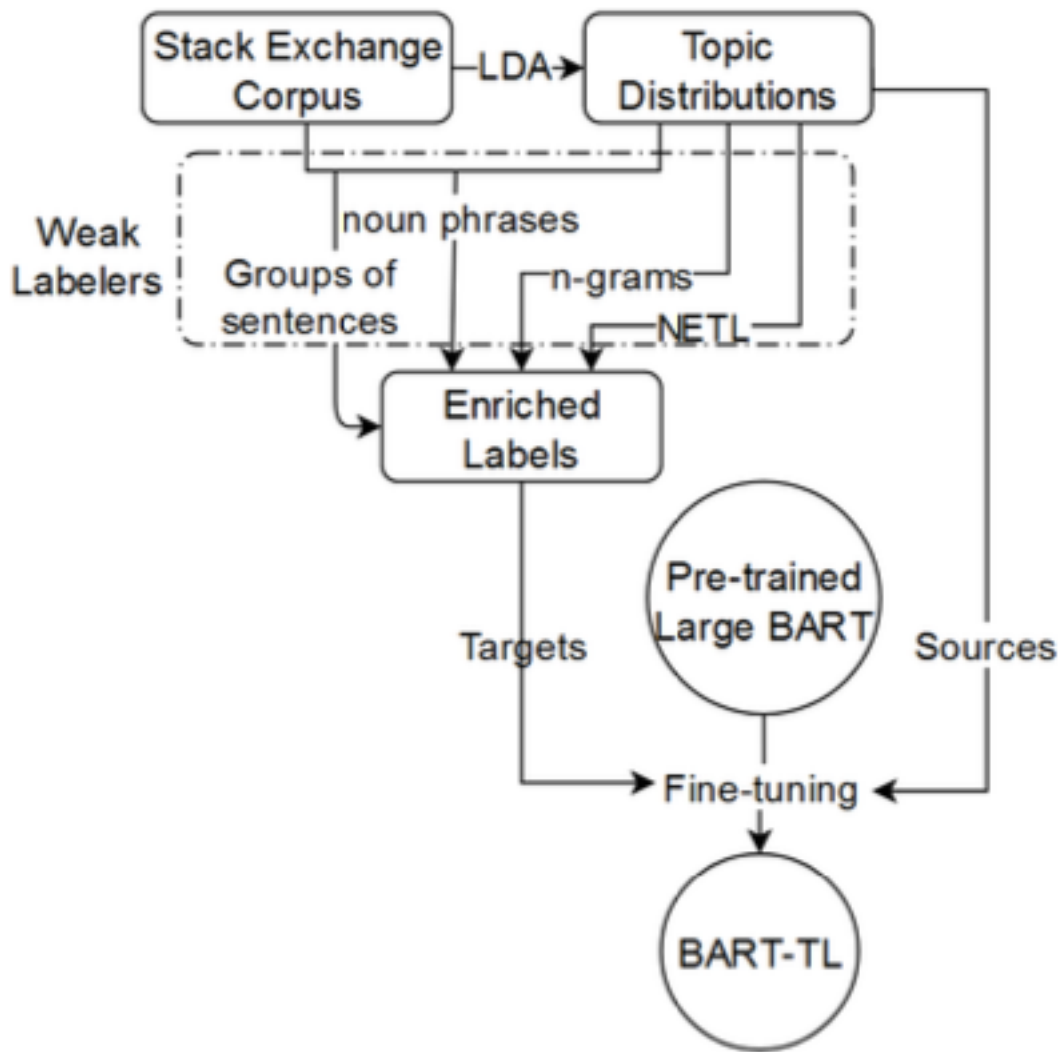 Stack Exchange
Corpus
LDA
Topic
Distributions
Weak
Labelers
noun phrases
Groups of
sentences
n-grams
NETL
Enriched
Labels
Pre-trained
Large BART
Targets
Sources
Fine-tuning
BART-TL